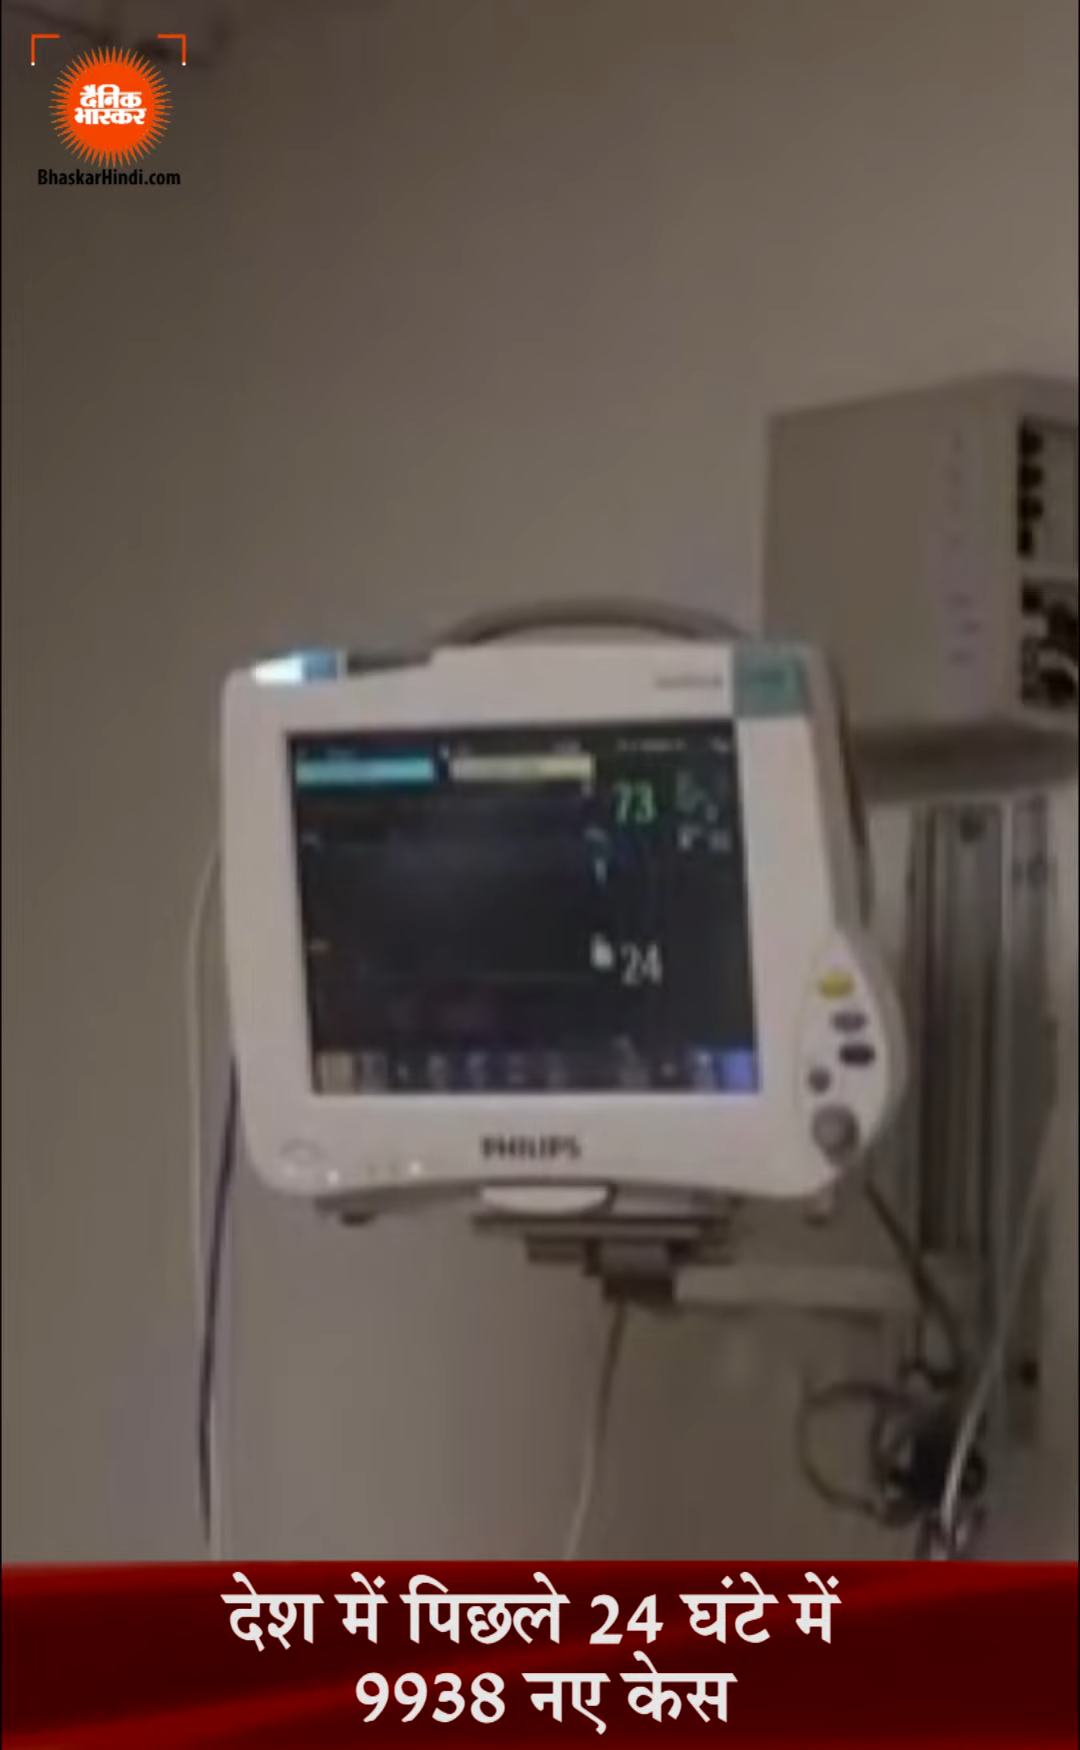 दैनिक
भास्कर
BhaskarHindi.com
73
24
PHILIPS
देश में पिछले 24 घंटे में
9938 नए केस